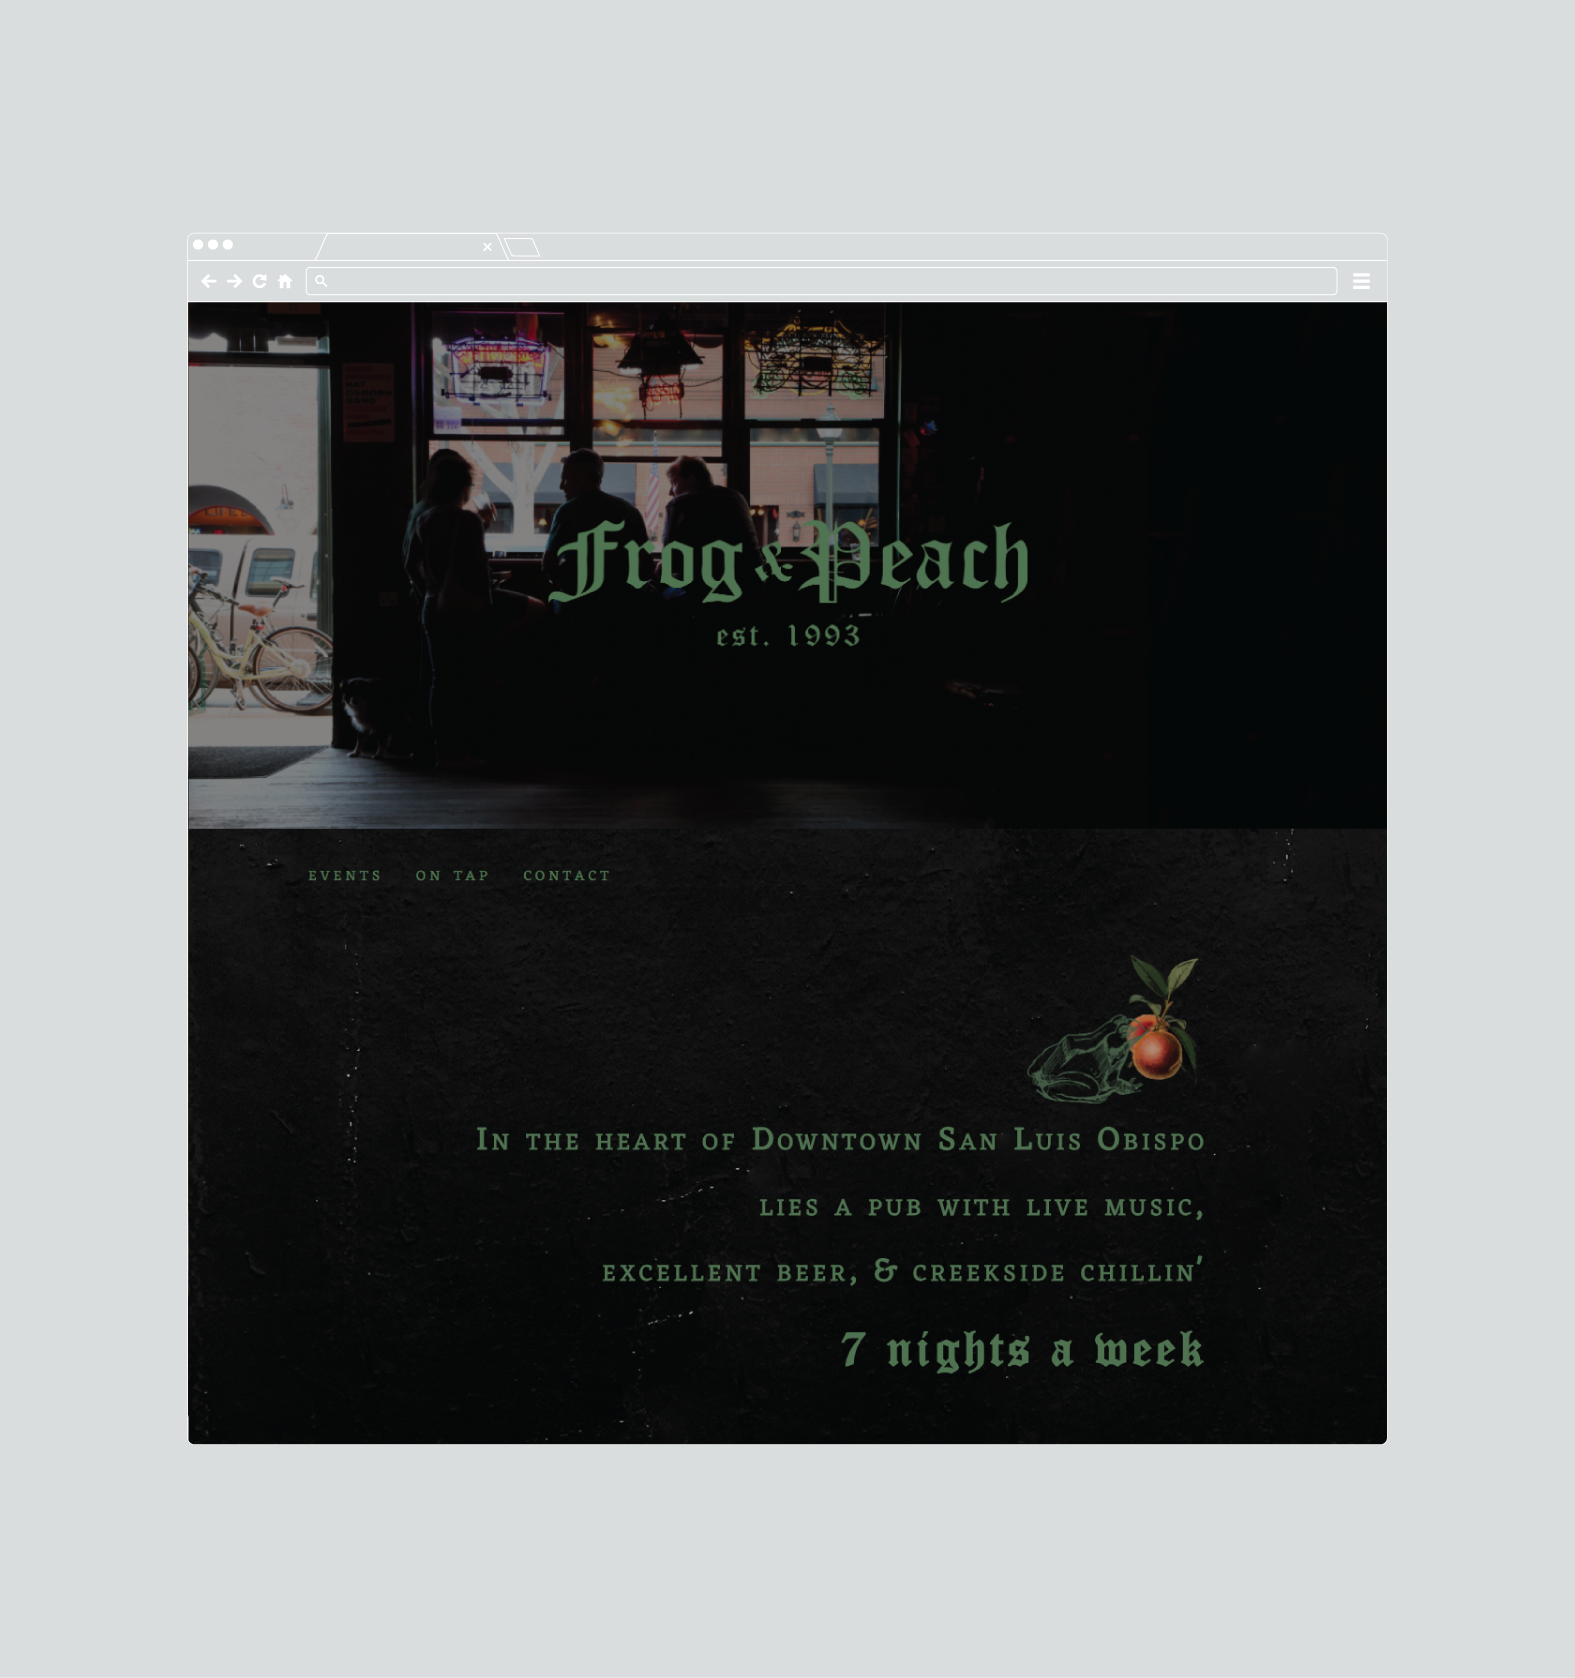 Frog & Peach
est. 1993
EVENTS ON TAP CONTACT
In the heart of Downtown San Luis Obispo
lies a pub with live music,
excellent beer, & creekside chillin'
7 nights a week